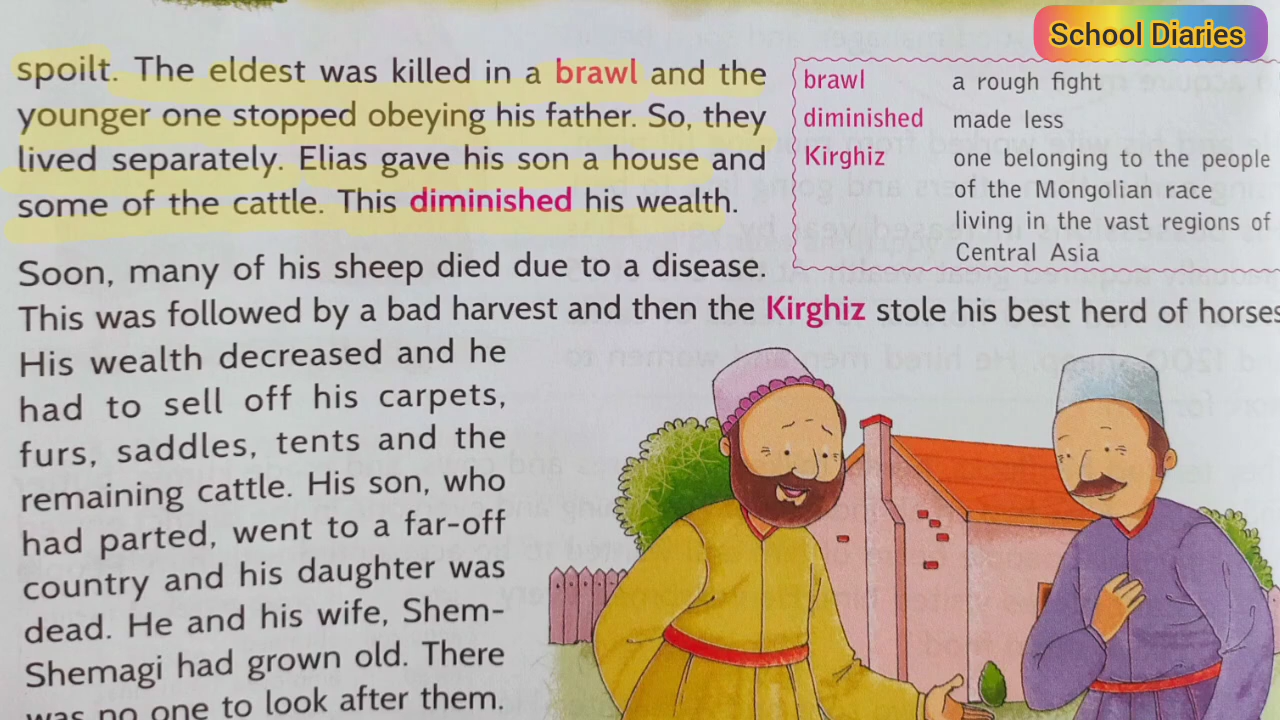 School Diaries
spoilt. The eldest was killed in a brawl and the
younger one stopped obeying his father. So, they
lived separately. Elias gave his son a house and
some of the cattle. This diminished his wealth.
brawl a rough fight
diminished made less
Kirghiz one belonging to the people
of the Mongolian race
living in the vast regions of
Central Asia
Soon, many of his sheep died due to a disease.
This was followed by a bad harvest and then the Kirghiz stole his best herd of horses
His wealth decreased and he
had to sell off his carpets,
furs, saddles, tents and the
remaining cattle. His son, who
had parted, went to a far-off
country and his daughter was
dead. He and his wife, Shem-
Shemagi had grown old. There
was no one to look after them.